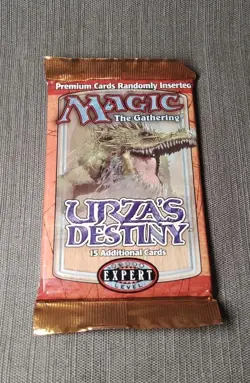 Premium Cards Randomly Inserted
MAGIC
The Gathering
URZA'S
DESTINY
15 Additional Cards
EXPERT
LEVEL